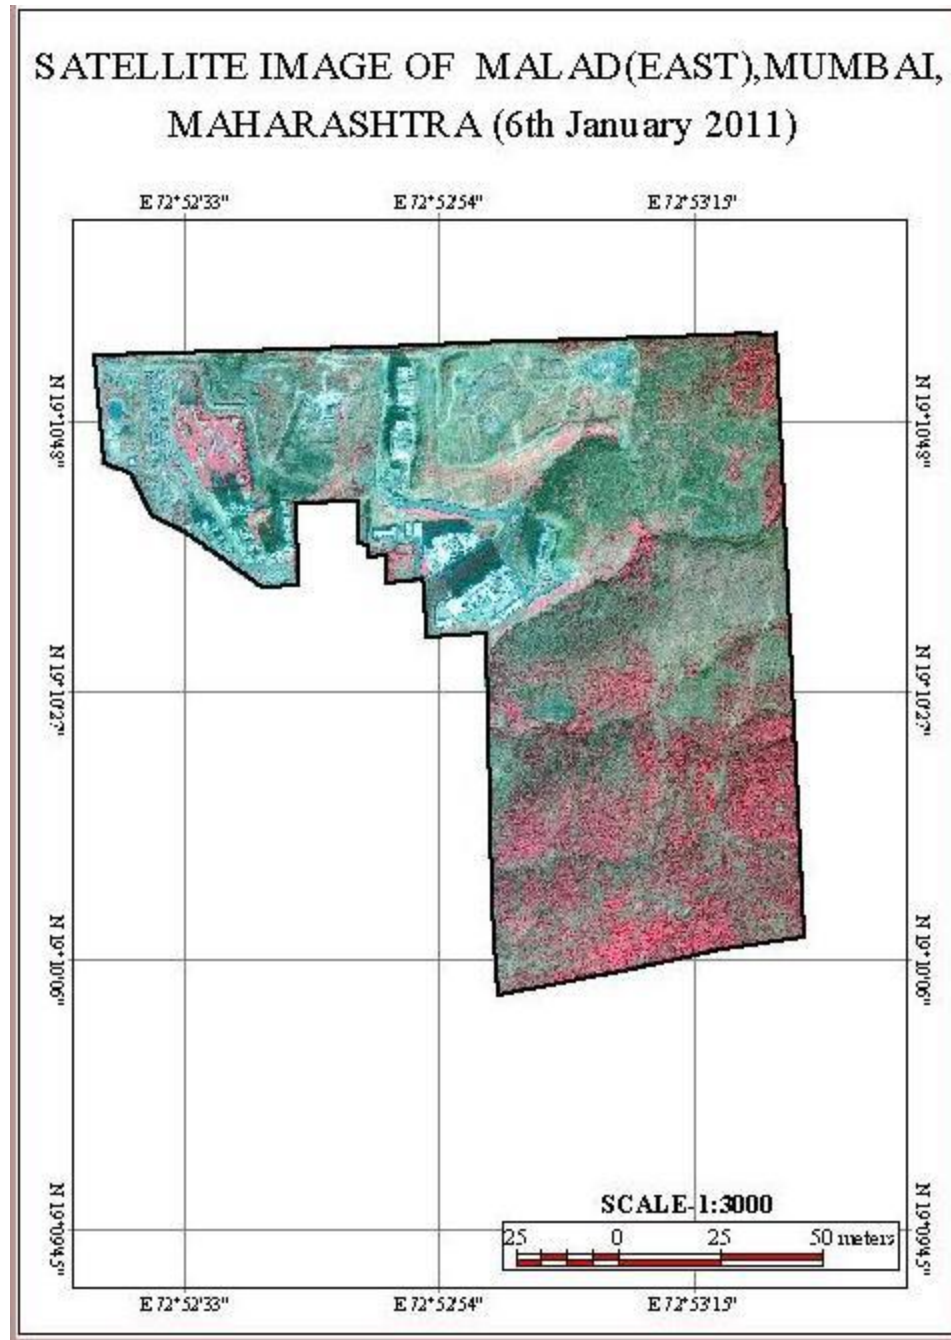 SATELLITE IMAGE OF MALAD(EAST),MUMBAI,
MAHARASHTRA (6th January 2011)
E 72°52'33" E 72°52'54" E 73°53'15"
N 19°10'48" N 19°10'48"
N 19°10'27" N 19°10'27"
N 19°10'06" N 19°10'06"
SCALE-1:3000
25 0 25 50 meters
N 19°09'45" N 19°09'45"
E 72°52'33" E 72°52'54" E 72°53'15"